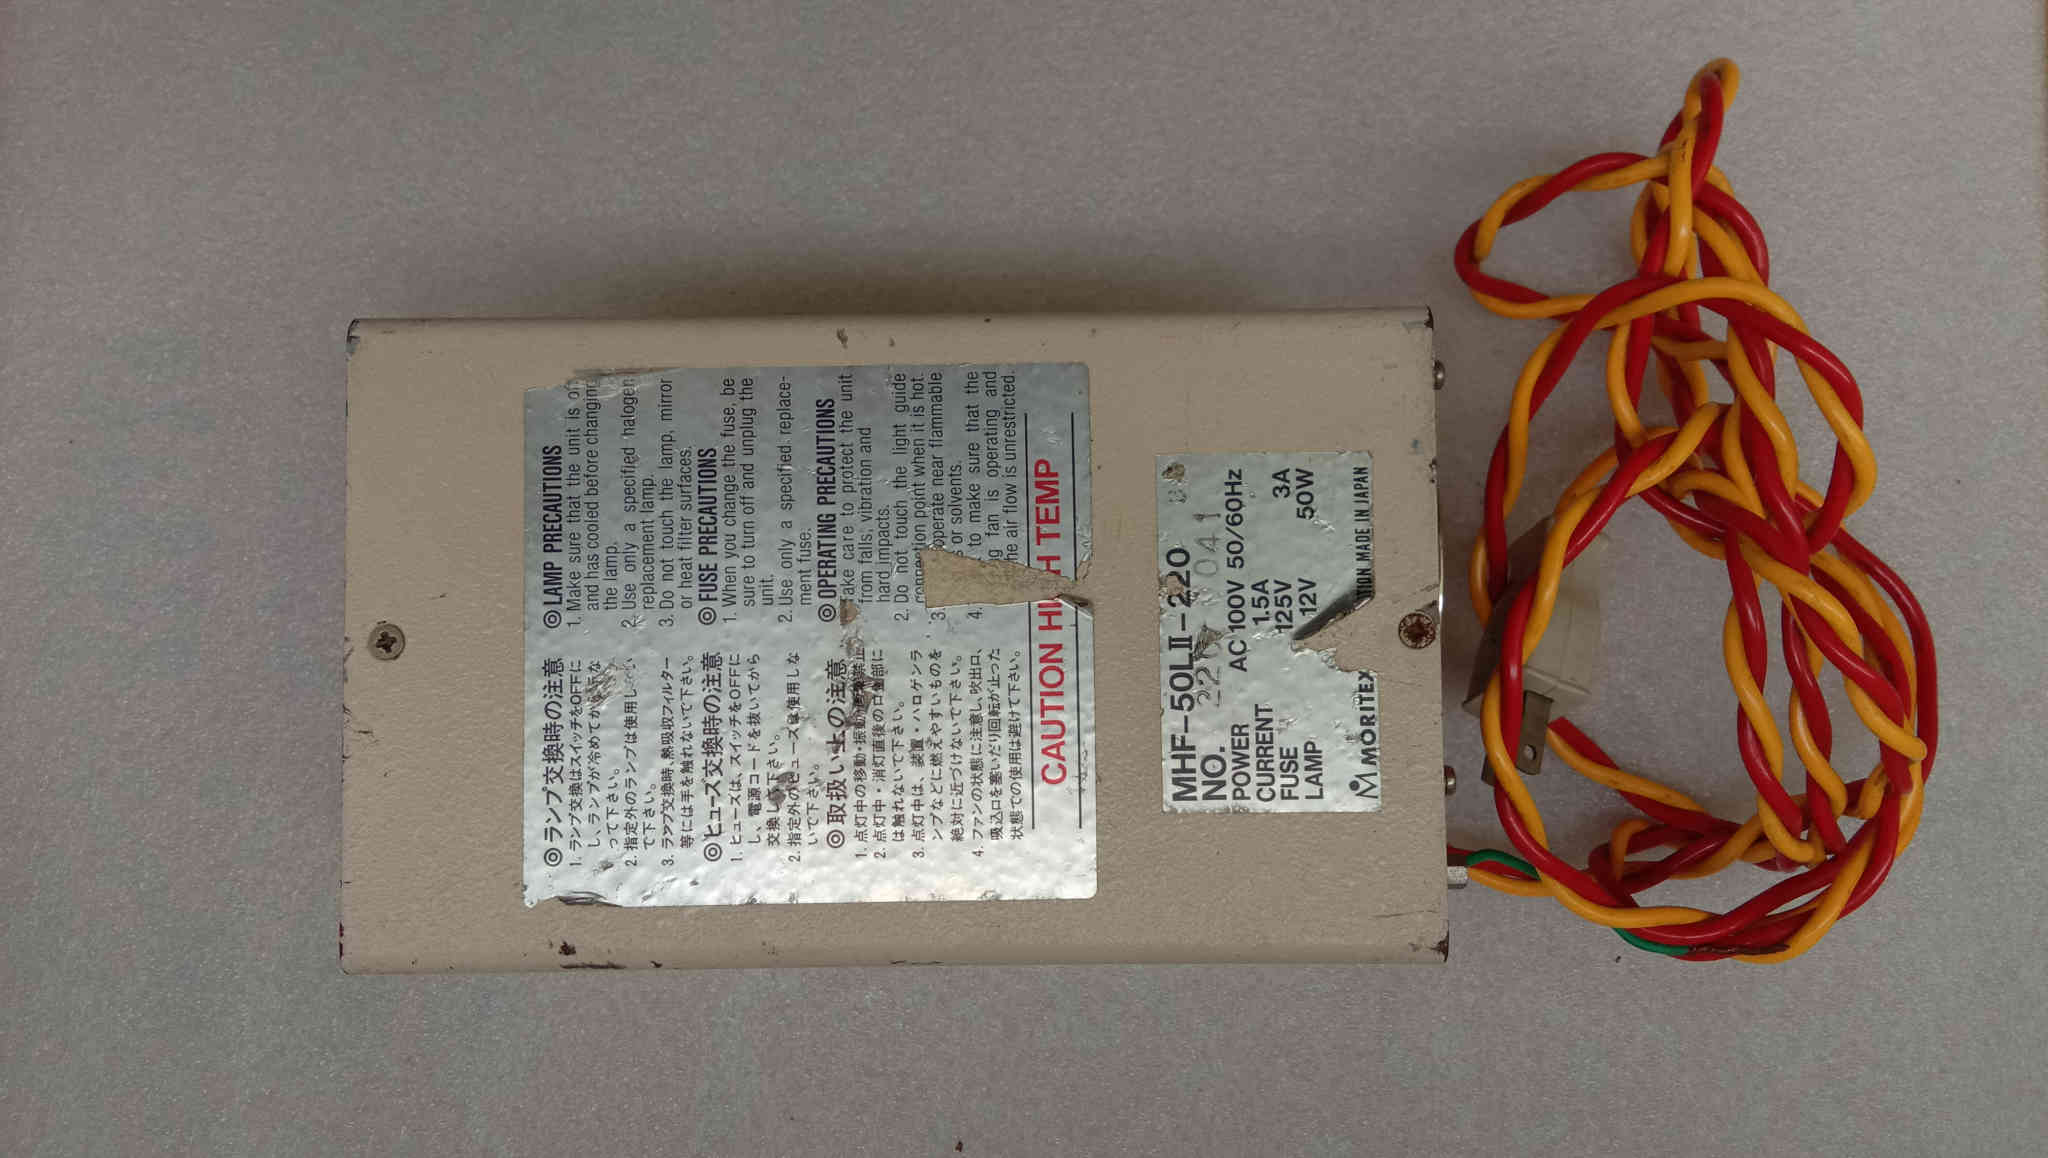 ◎ランプ交換時の注意
1. ランプ交換はスイッチをOFFに
し、ランプが冷めてか
って下さい。
2. 指定外のランプは使用し
で下さい。
3. ランプ交換時、熱吸収フィルター
等には手を触れないで下さい。
◎ヒューズ交換時の注意
1. ヒューズは、スイッチをOFFに
し、電源コードを抜いてから
交換して下さい。
2. 指定外のヒューズは使用しな
いで下さい。
◎取扱い上の注意
1. 点灯中の移動・振動
2. 点灯中・消灯直後の口金部に
は触れないで下さい。
3. 点灯中は、装置・ハロゲンラ
ンプなどに燃えやすいものを
絶対に近づけないで下さい。
4. ファンの状態に注意し、吹出口、
吸込口を塞いだり回転が止った
状態での使用は避けて下さい。
◎LAMP PRECAUTIONS
1. Make sure that the unit is off
and has cooled before changing
the lamp.
2. Use only a specified halogen
replacement lamp.
3. Do not touch the lamp, mirror
or heat filter surfaces.
◎FUSE PRECAUTIONS
1. When you change the fuse, be
sure to turn off and unplug the
unit.
2. Use only a specified replace-
ment fuse.
◎OPERATING PRECAUTIONS
Take care to protect the unit
from falls, vibration and
hard impacts.
2. Do not touch the light guide
connection point when it is hot.
3. operate near flammable
or solvents.
4. to make sure that the
fan is operating and
the air flow is unrestricted.
CAUTION HIGH TEMP
MHF-50LII-220
NO. 041
POWER AC 100V 50/60Hz
CURRENT 1.5A
FUSE 125V 3A
LAMP 12V 50W
MORITEX MADE IN JAPAN